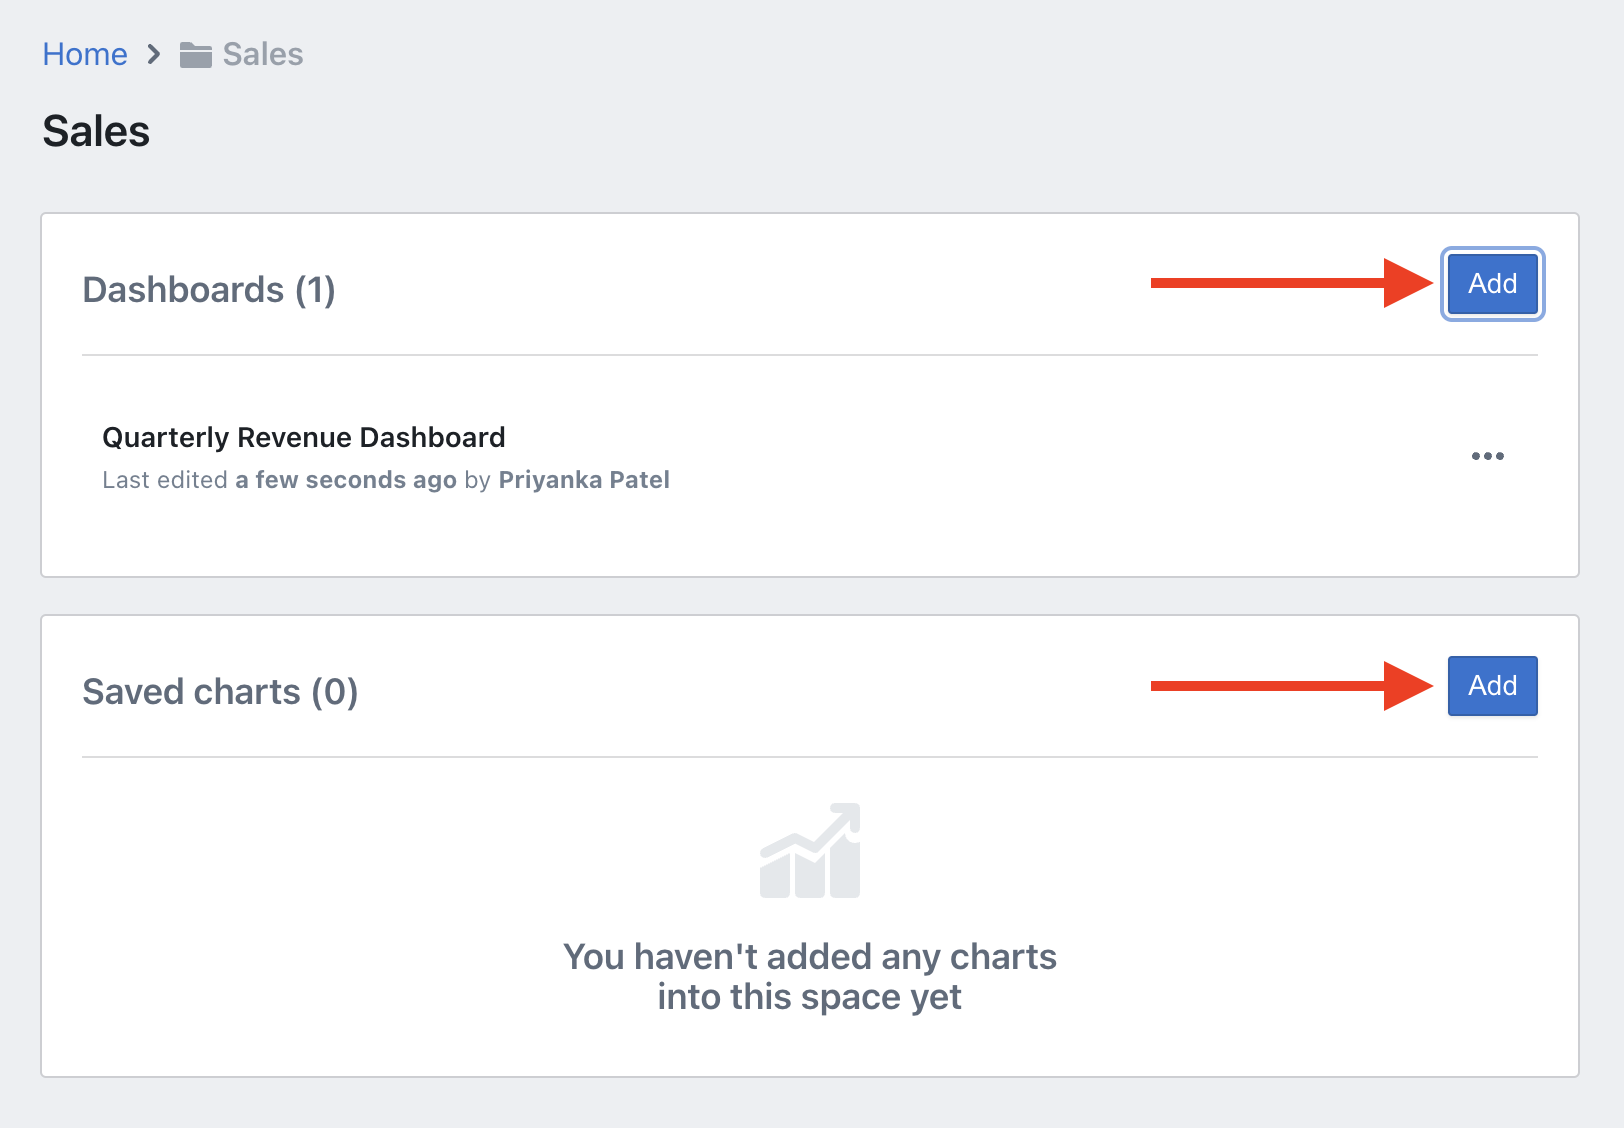 Home > Sales
Sales
Dashboards (1)
Add
Quarterly Revenue Dashboard
Last edited a few seconds ago by Priyanka Patel
Saved charts (0)
Add
You haven't added any charts
into this space yet